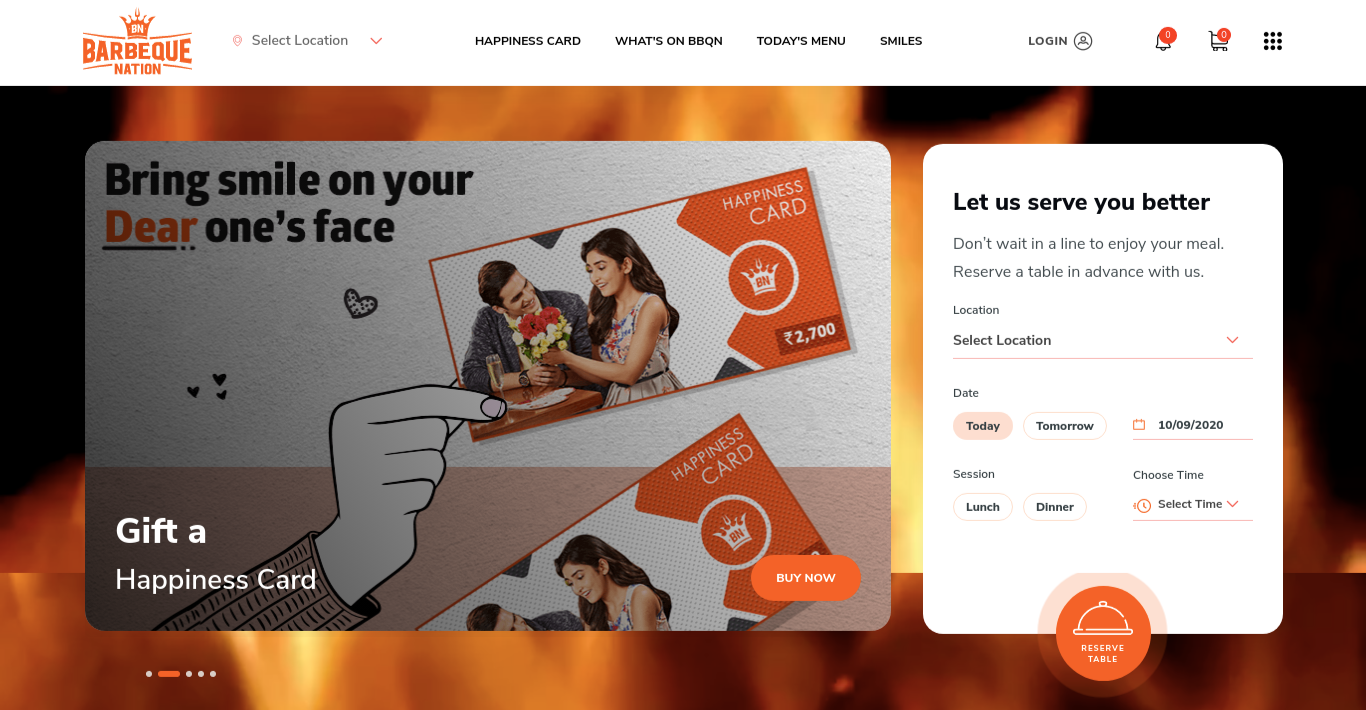 BN
BARBEQUE
NATION
Select Location
HAPPINESS CARD
WHAT'S ON BBQN
TODAY'S MENU
SMILES
LOGIN
0
0
Bring smile on your
Dear one's face
HAPPINESS
CARD
BN
₹2,700
HAPPINESS
CARD
BN
Gift a
Happiness Card
BUY NOW
Let us serve you better
Don't wait in a line to enjoy your meal.
Reserve a table in advance with us.
Location
Select Location
Date
Today
Tomorrow
10/09/2020
Session
Choose Time
Lunch
Dinner
Select Time
RESERVE
TABLE